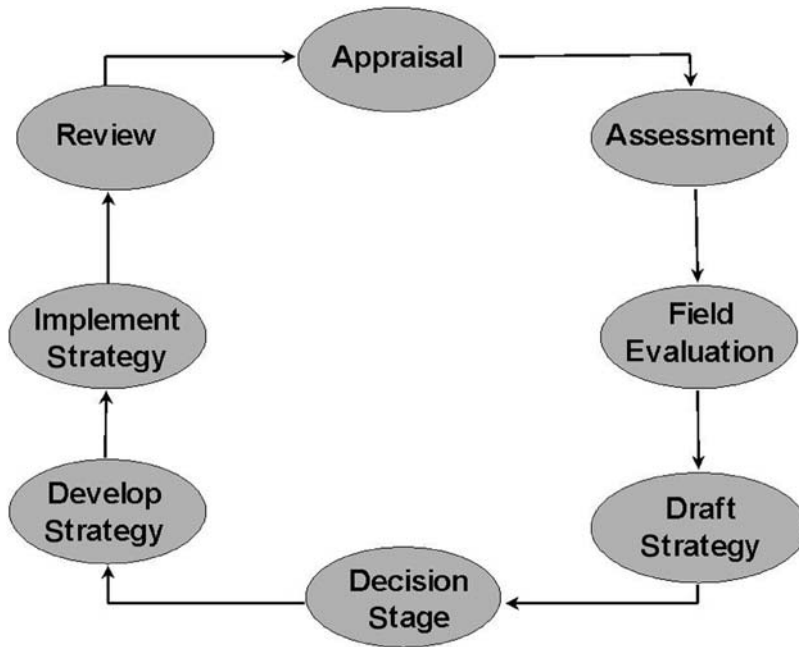 Appraisal
Assessment
Field
Evaluation
Draft
Strategy
Decision
Stage
Develop
Strategy
Implement
Strategy
Review